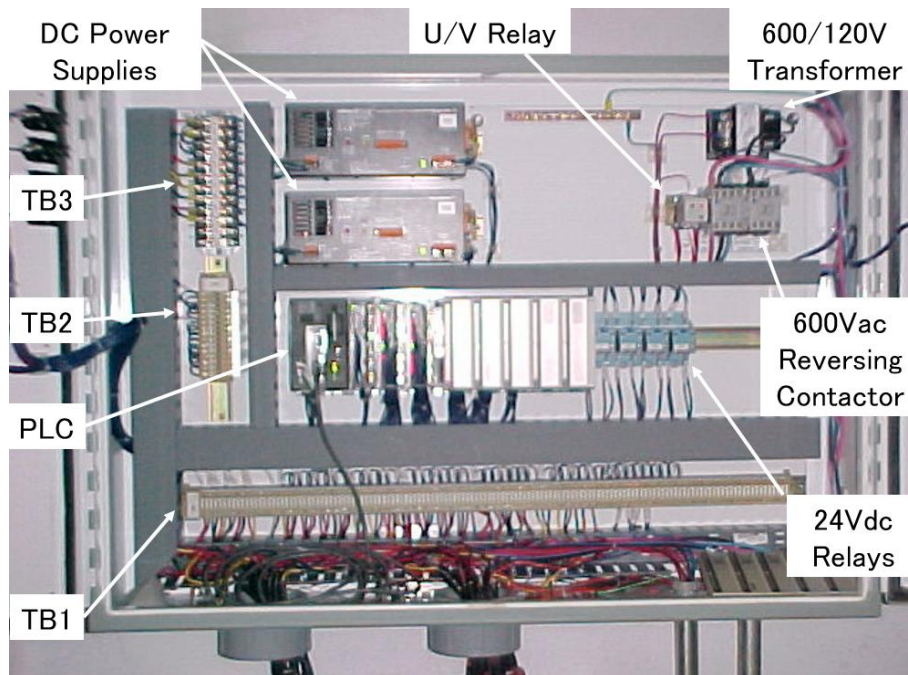 DC Power
Supplies
U/V Relay
600/120V
Transformer
TB3
TB2
600Vac
Reversing
Contactor
PLC
24Vdc
Relays
TB1